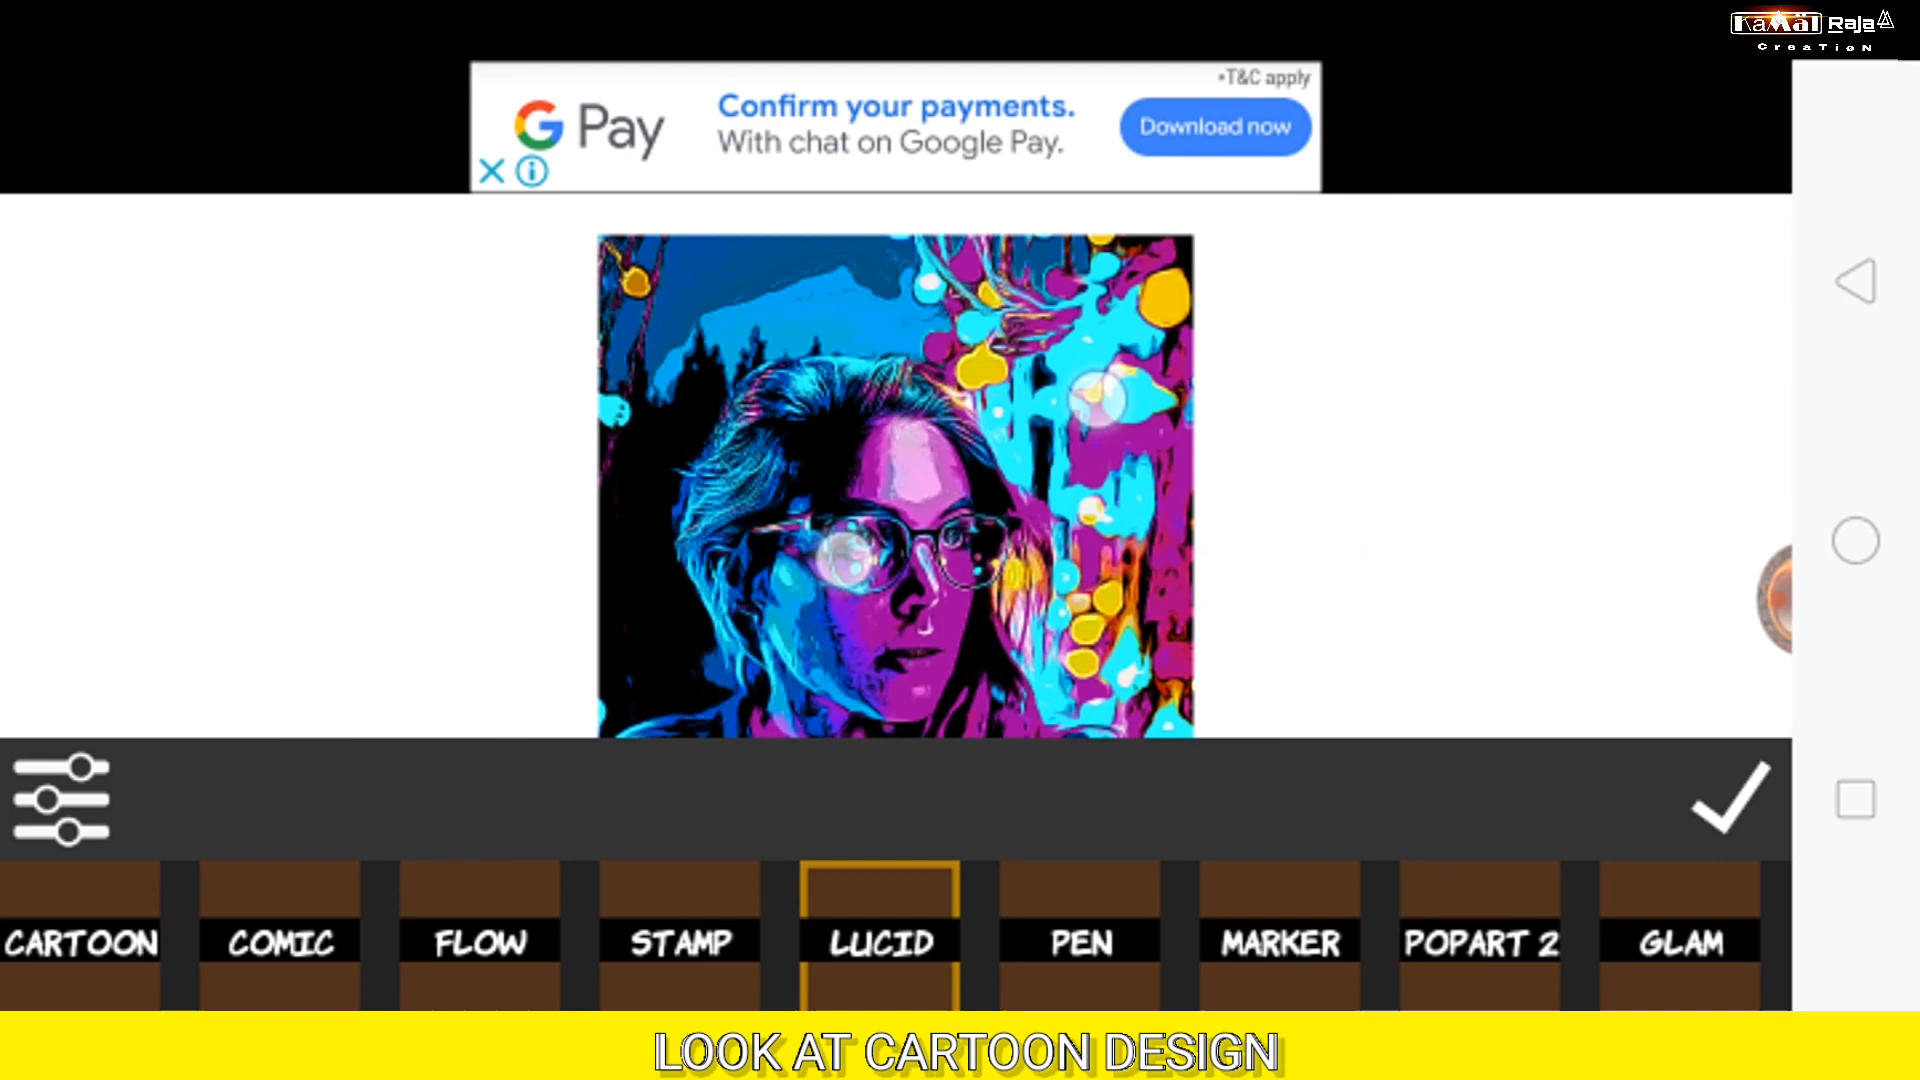 KaMàl Raja
CreaTioN
•T&C apply
G Pay
Confirm your payments.
With chat on Google Pay.
Download now
CARTOON
COMIC
FLOW
STAMP
LUCID
PEN
MARKER
POPART 2
GLAM
LOOK AT CARTOON DESIGN